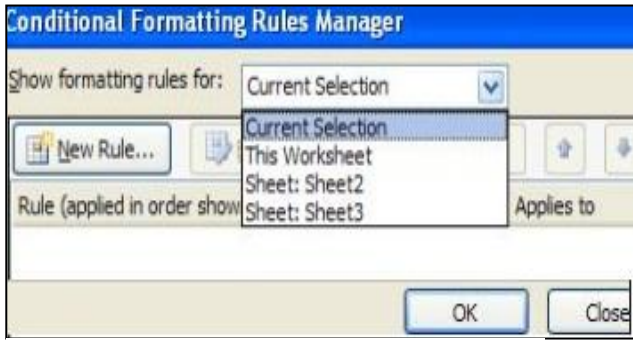 Conditional Formatting Rules Manager
Show formatting rules for: Current Selection
Current Selection
New Rule... This Worksheet
Sheet: Sheet2
Rule (applied in order show Sheet: Sheet3 Applies to
OK Close